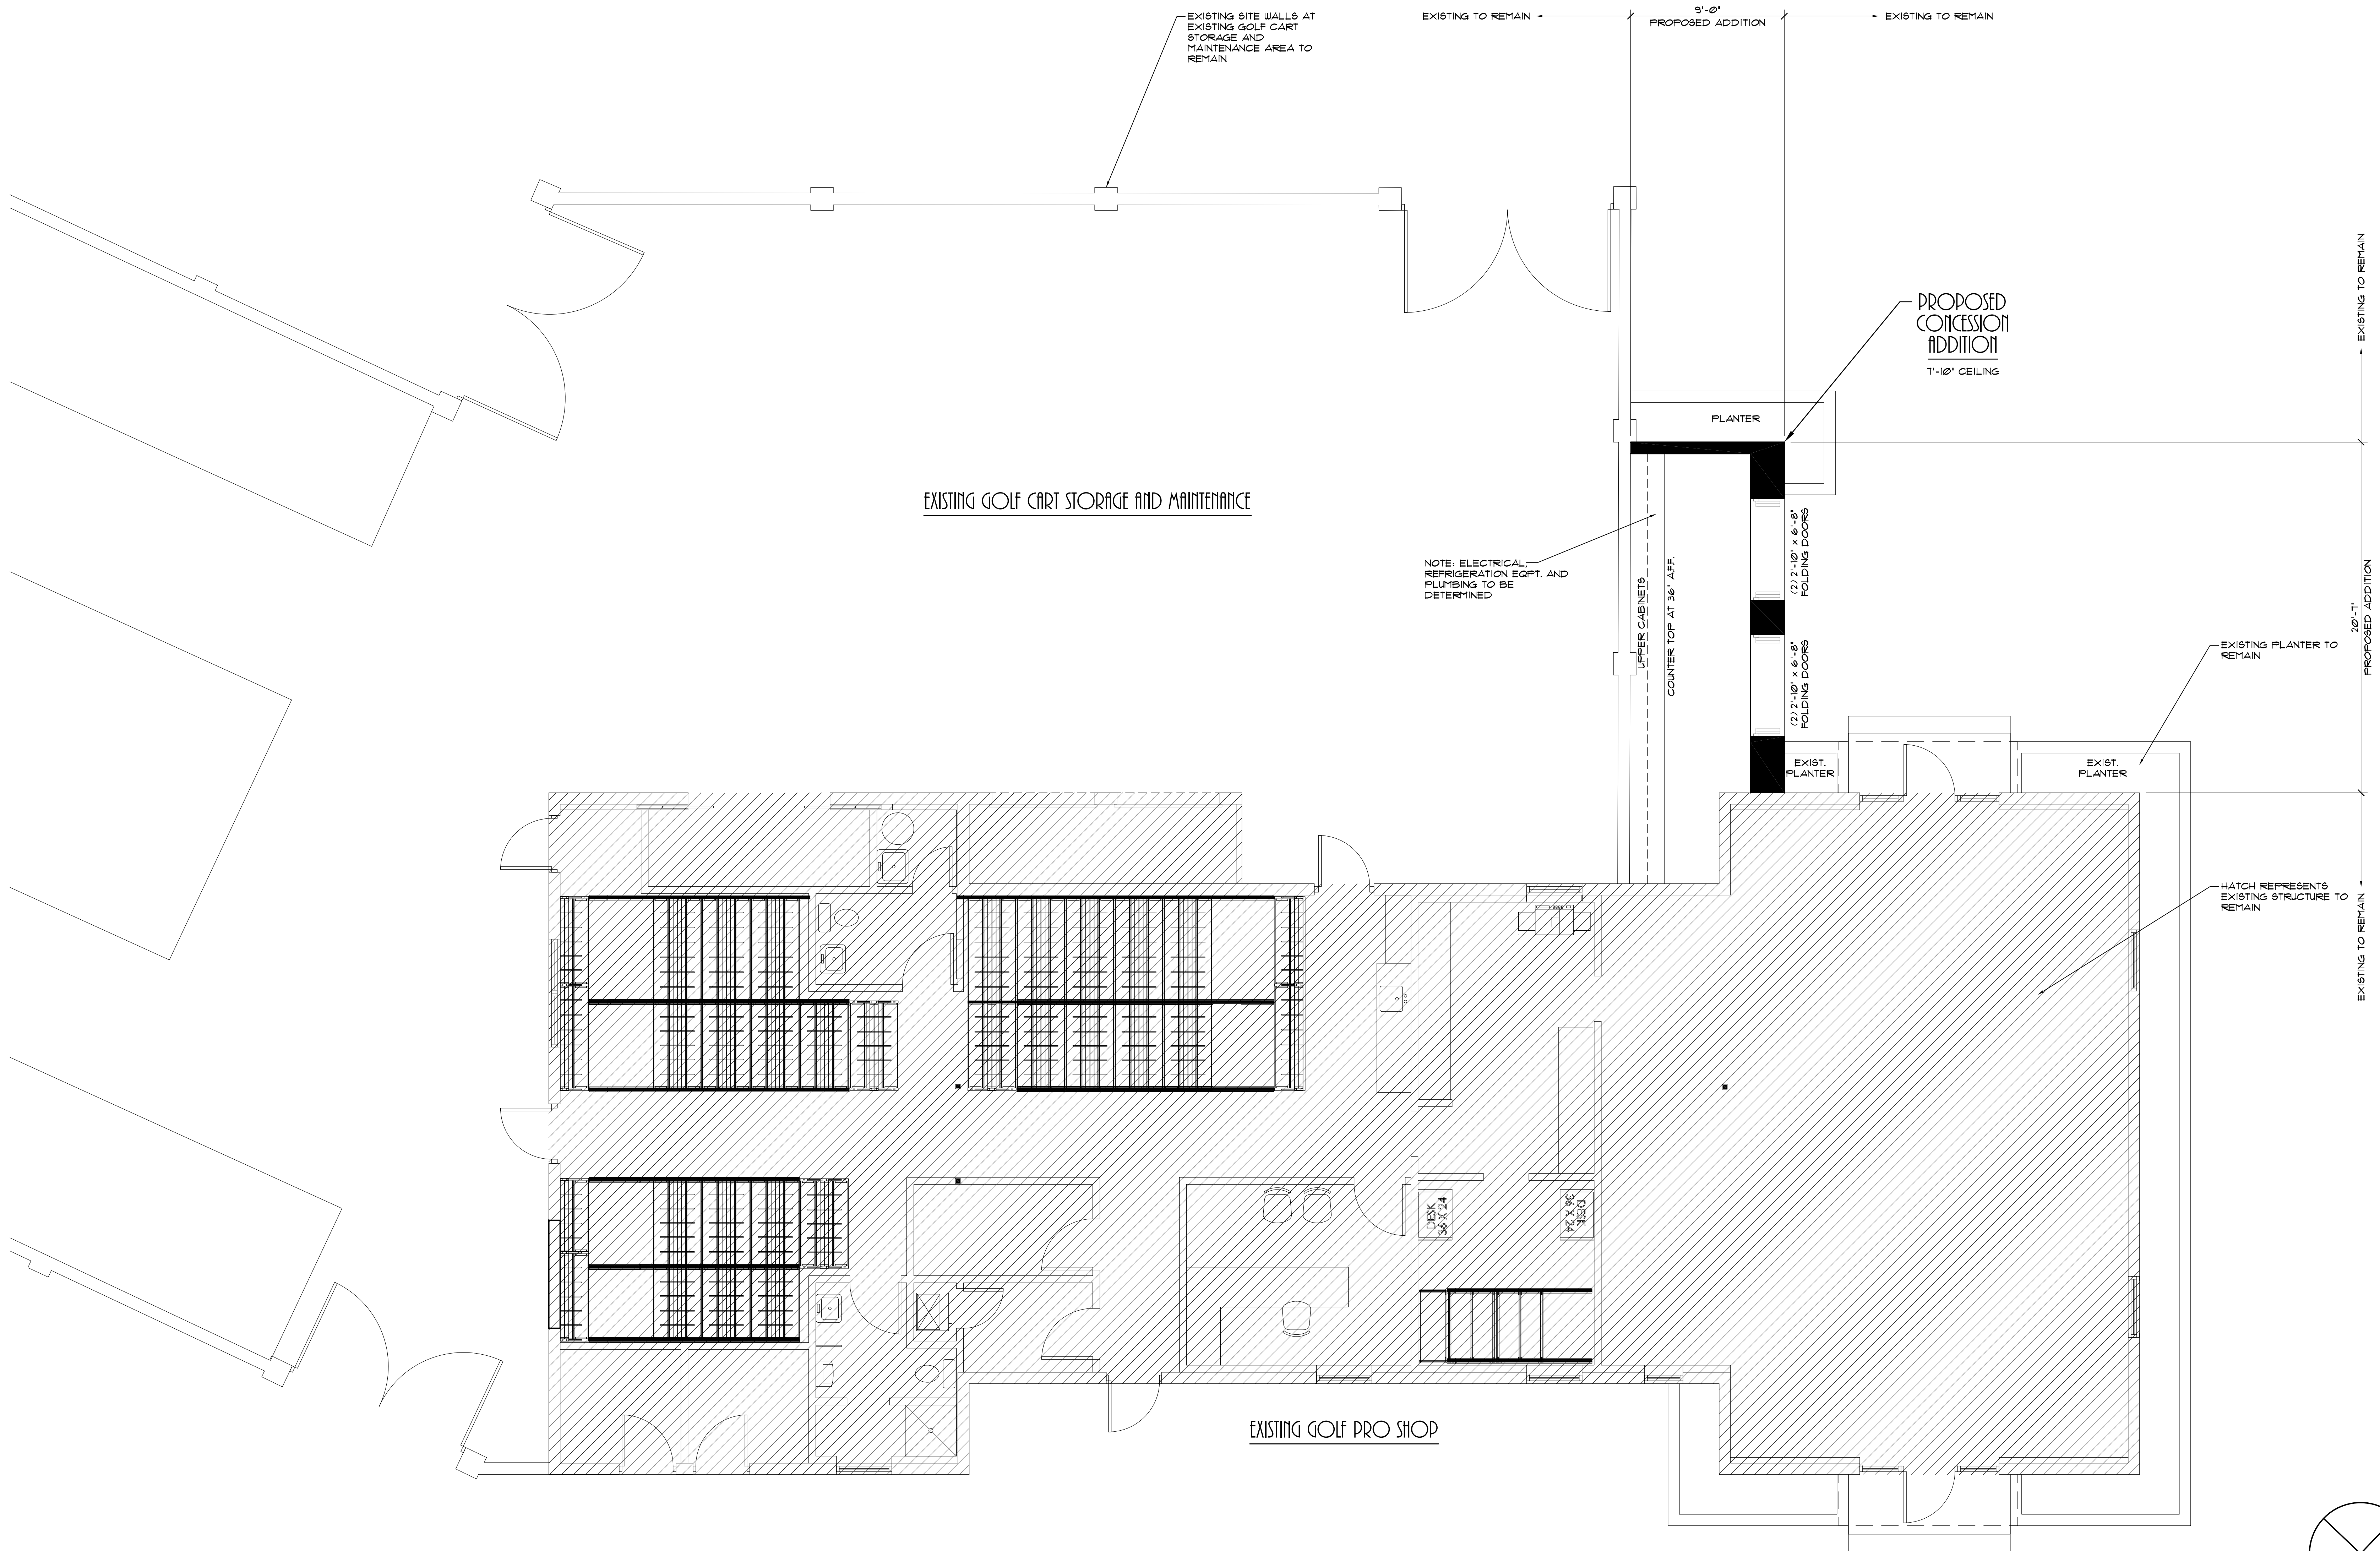 EXISTING SITE WALLS AT
EXISTING GOLF CART
STORAGE AND
MAINTENANCE AREA TO
REMAIN
EXISTING TO REMAIN
9'-0"
PROPOSED ADDITION
EXISTING TO REMAIN
EXISTING TO REMAIN
PROPOSED
CONCESSION
ADDITION
7'-10" CEILING
PLANTER
EXISTING GOLF CART STORAGE AND MAINTENANCE
NOTE: ELECTRICAL,
REFRIGERATION EQPT. AND
PLUMBING TO BE
DETERMINED
UPPER CABINETS
COUNTER TOP AT 36" A.F.F.
(2) 2'-10" x 6'-8"
FOLDING DOORS
(2) 2'-10" x 6'-8"
FOLDING DOORS
20'-7"
PROPOSED ADDITION
EXISTING PLANTER TO
REMAIN
EXIST.
PLANTER
EXIST.
PLANTER
HATCH REPRESENTS
EXISTING STRUCTURE TO
REMAIN
EXISTING TO REMAIN
DESK
36 X 24
DESK
36 X 24
EXISTING GOLF PRO SHOP